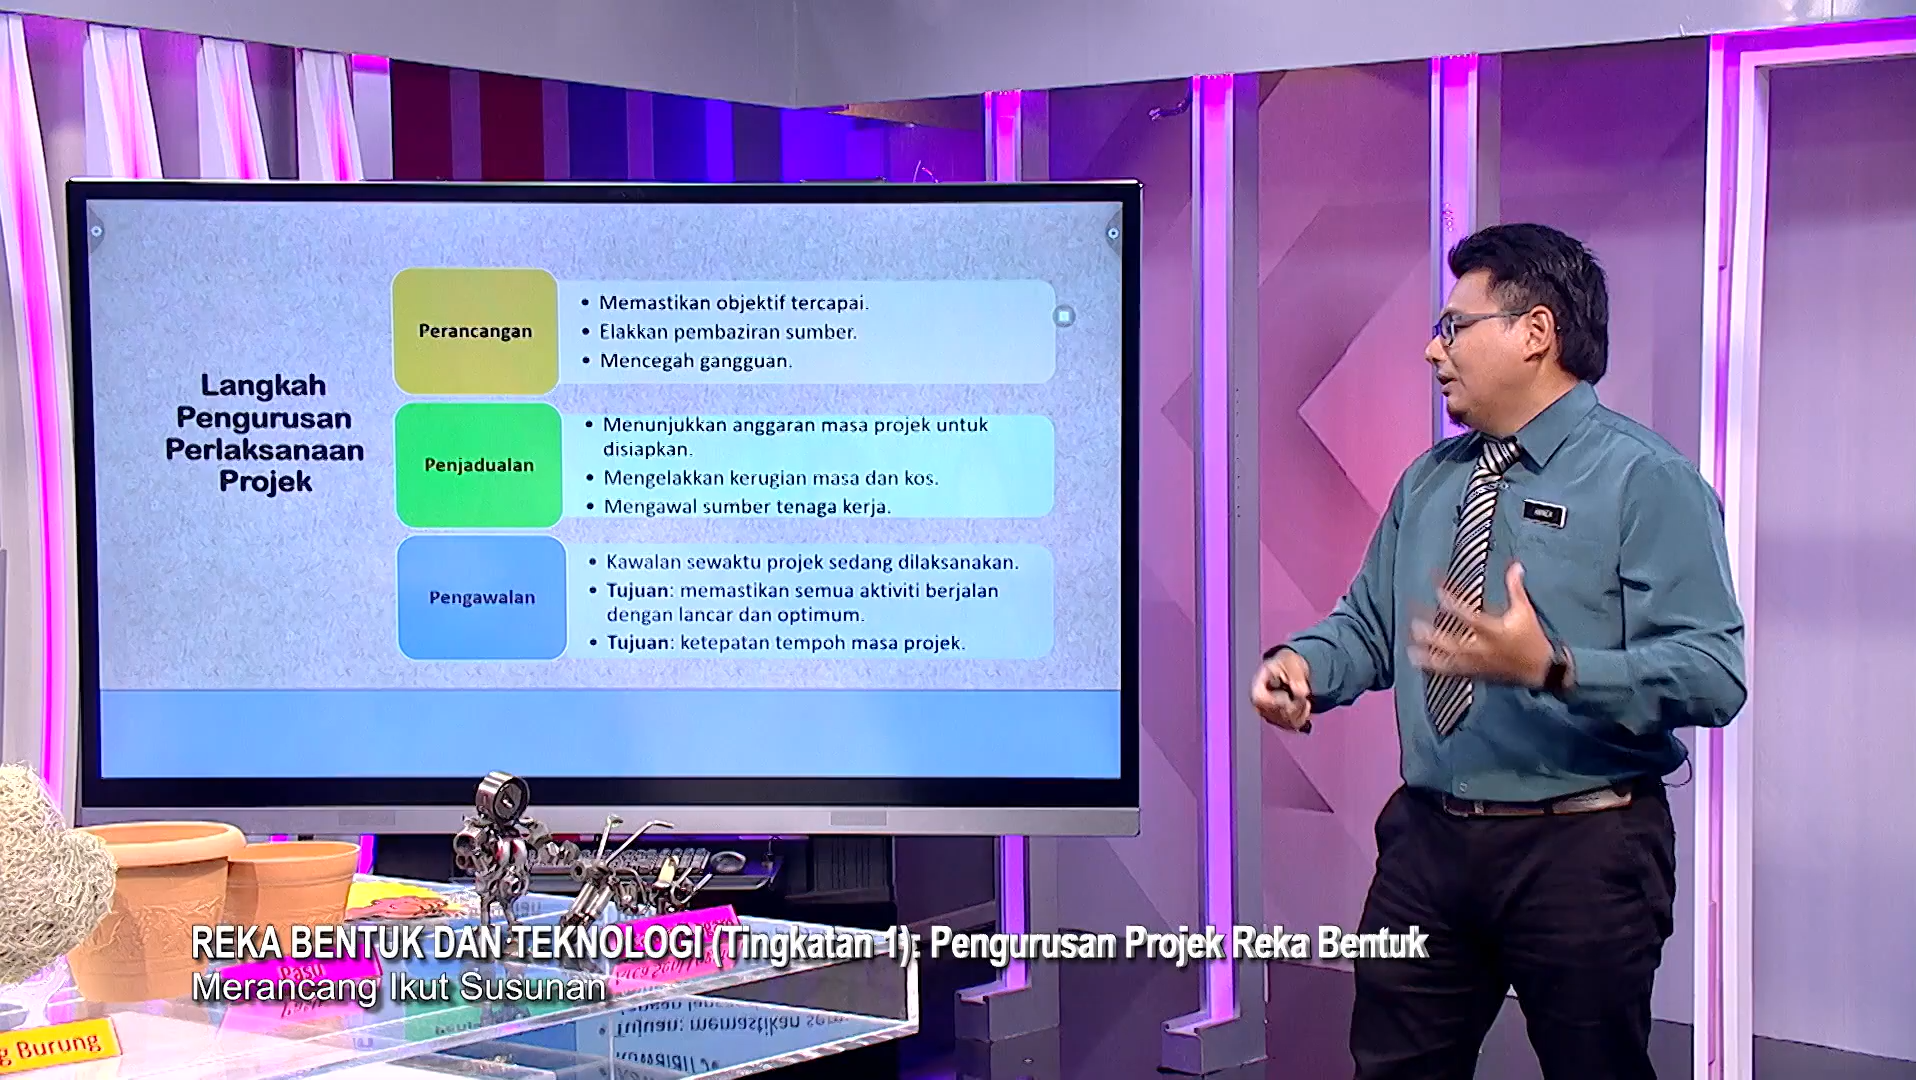 Langkah
Pengurusan
Perlaksanaan
Projek
Perancangan
• Memastikan objektif tercapai.
• Elakkan pembaziran sumber.
• Mencegah gangguan.
Penjadualan
• Menunjukkan anggaran masa projek untuk
disiapkan.
• Mengelakkan kerugian masa dan kos.
• Mengawal sumber tenaga kerja.
Pengawalan
• Kawalan sewaktu projek sedang dilaksanakan.
• Tujuan: memastikan semua aktiviti berjalan
dengan lancar dan optimum.
• Tujuan: ketepatan tempoh masa projek.
REKA BENTUK DAN TEKNOLOGI (Tingkatan 1): Pengurusan Projek Reka Bentuk
Merancang Ikut Susunan
Pasu
g Burung